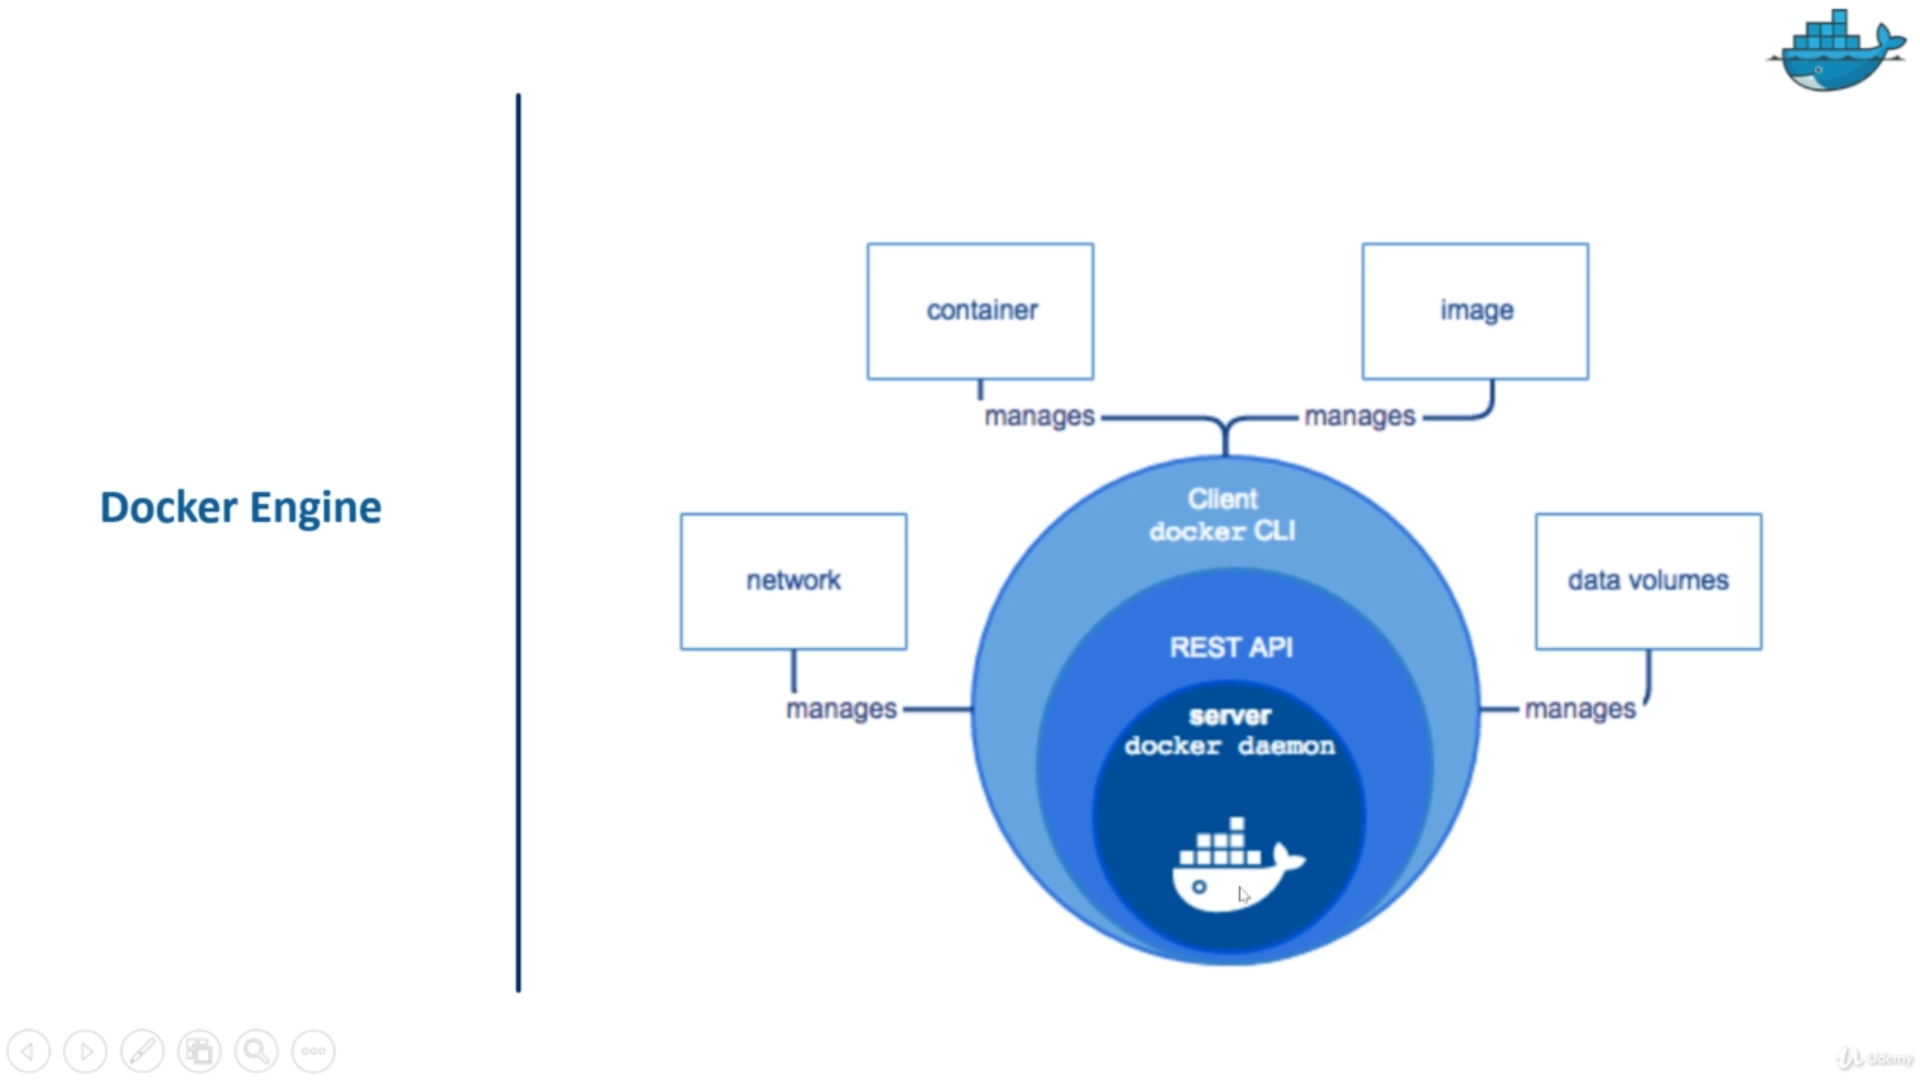 Docker Engine
container
image
manages
manages
Client
docker CLI
network
data volumes
REST API
manages
manages
server
docker daemon
Udemy